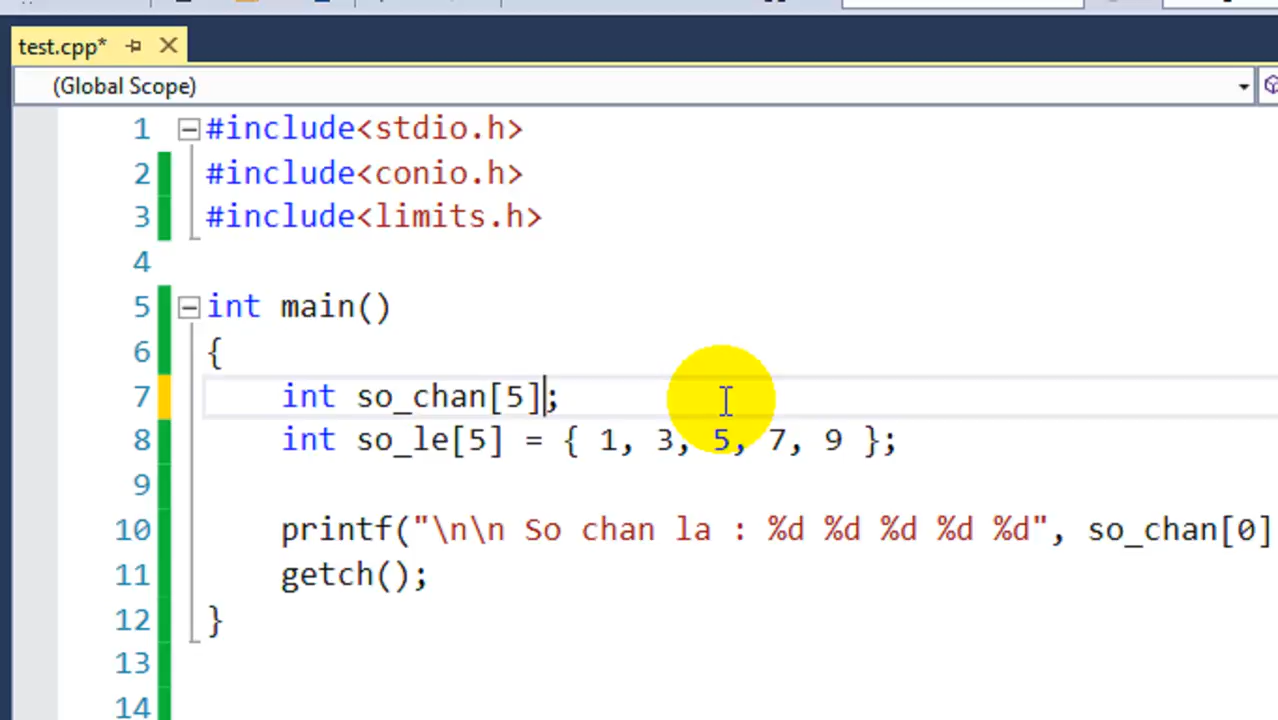 test.cpp*
(Global Scope)
1 #include<stdio.h>
2 #include<conio.h>
3 #include<limits.h>
4
5 int main()
6 {
7 int so_chan[5];
8 int so_le[5] = { 1, 3, 5, 7, 9 };
9
10 printf("\n\n So chan la : %d %d %d %d %d", so_chan[0]
11 getch();
12 }
13
14